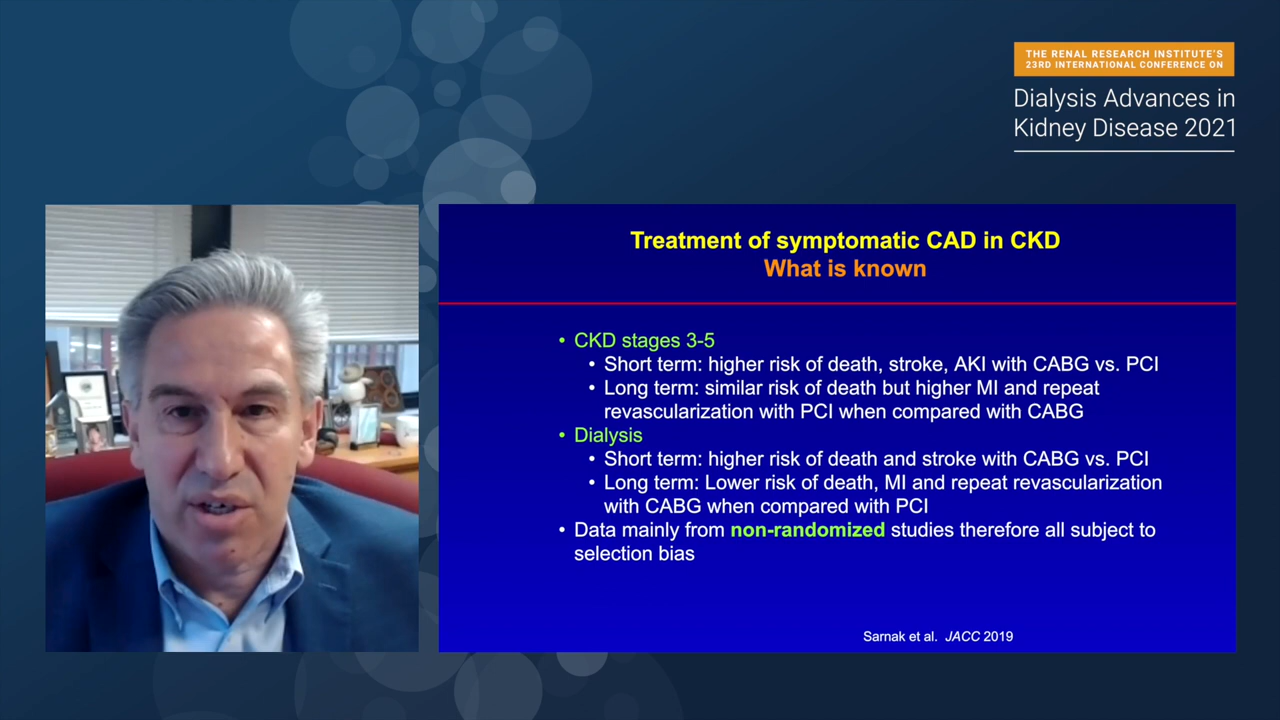 THE RENAL RESEARCH INSTITUTE'S
23RD INTERNATIONAL CONFERENCE ON
Dialysis Advances in
Kidney Disease 2021
Treatment of symptomatic CAD in CKD
What is known
• CKD stages 3-5
• Short term: higher risk of death, stroke, AKI with CABG vs. PCI
• Long term: similar risk of death but higher MI and repeat
revascularization with PCI when compared with CABG
• Dialysis
• Short term: higher risk of death and stroke with CABG vs. PCI
• Long term: Lower risk of death, MI and repeat revascularization
with CABG when compared with PCI
• Data mainly from non-randomized studies therefore all subject to
selection bias
Sarnak et al. JACC 2019